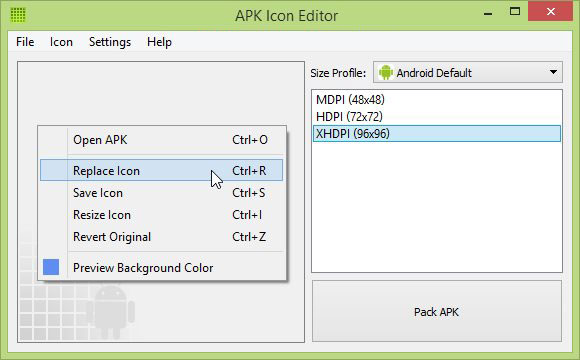 APK Icon Editor
File Icon Settings Help
Size Profile: Android Default
MDPI (48x48)
HDPI (72x72)
XHDPI (96x96)
Open APK Ctrl+O
Replace Icon Ctrl+R
Save Icon Ctrl+S
Resize Icon Ctrl+I
Revert Original Ctrl+Z
Preview Background Color
Pack APK